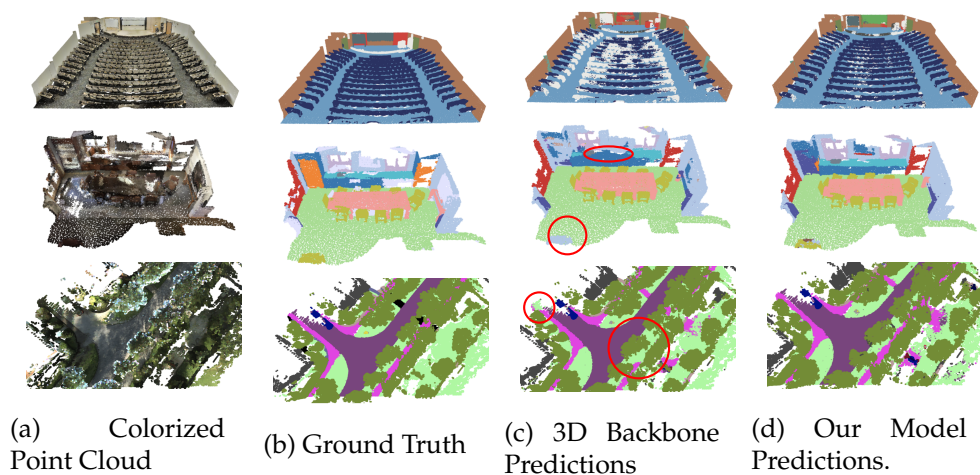 (a) Colorized
Point Cloud
(b) Ground Truth
(c) 3D Backbone
Predictions
(d) Our Model
Predictions.